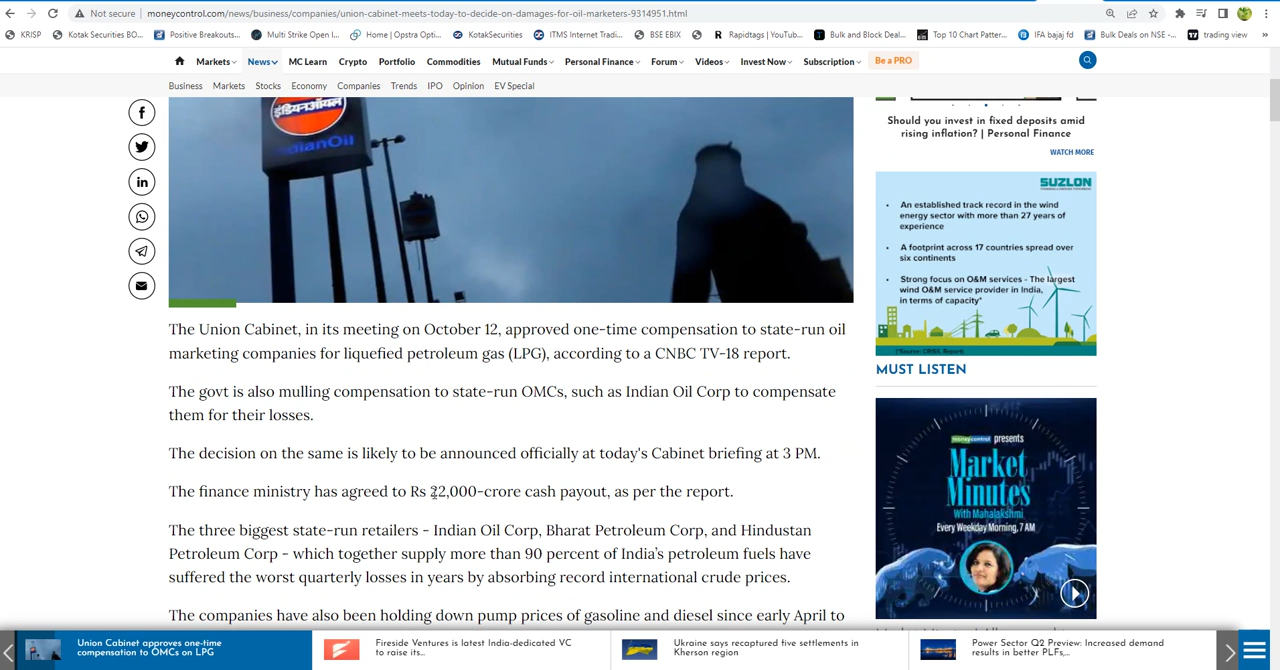 Not secure | moneycontrol.com/news/business/companies/union-cabinet-meets-today-to-decide-on-damages-for-oil-marketers-9314951.html
KRISP Kotak Securities BO... Positive Breakouts... Multi Strike Open I... Home | Opstra Opti... KotakSecurities ITMS Internet Tradi... BSE EBIX Rapidtags | YouTub... Bulk and Block Deal... Top 10 Chart Patter... IFA bajaj fd Bulk Deals on NSE -... trading view »
Markets News MC Learn Crypto Portfolio Commodities Mutual Funds Personal Finance Forum Videos Invest Now Subscription Be a PRO
Business Markets Stocks Economy Companies Trends IPO Opinion EV Special
इंडियनऑयल
IndianOil
Should you invest in fixed deposits amid
rising inflation? | Personal Finance
WATCH MORE
SUZLON
• An established track record in the wind
energy sector with more than 27 years of
experience
• A footprint across 17 countries spread over
six continents
• Strong focus on O&M services - The largest
wind O&M service provider in India,
in terms of capacity*
*Source: CRISIL Report
The Union Cabinet, in its meeting on October 12, approved one-time compensation to state-run oil
marketing companies for liquefied petroleum gas (LPG), according to a CNBC TV-18 report.
The govt is also mulling compensation to state-run OMCs, such as Indian Oil Corp to compensate
them for their losses.
The decision on the same is likely to be announced officially at today's Cabinet briefing at 3 PM.
The finance ministry has agreed to Rs 22,000-crore cash payout, as per the report.
The three biggest state-run retailers - Indian Oil Corp, Bharat Petroleum Corp, and Hindustan
Petroleum Corp - which together supply more than 90 percent of India's petroleum fuels have
suffered the worst quarterly losses in years by absorbing record international crude prices.
The companies have also been holding down pump prices of gasoline and diesel since early April to
MUST LISTEN
moneycontrol presents
Market
Minutes
With Mahalakshmi
Every Weekday Morning, 7 AM
Union Cabinet approves one-time
compensation to OMCs on LPG
Fireside Ventures is latest India-dedicated VC
to raise its...
Ukraine says recaptured five settlements in
Kherson region
Power Sector Q2 Preview: Increased demand
results in better PLFs,...